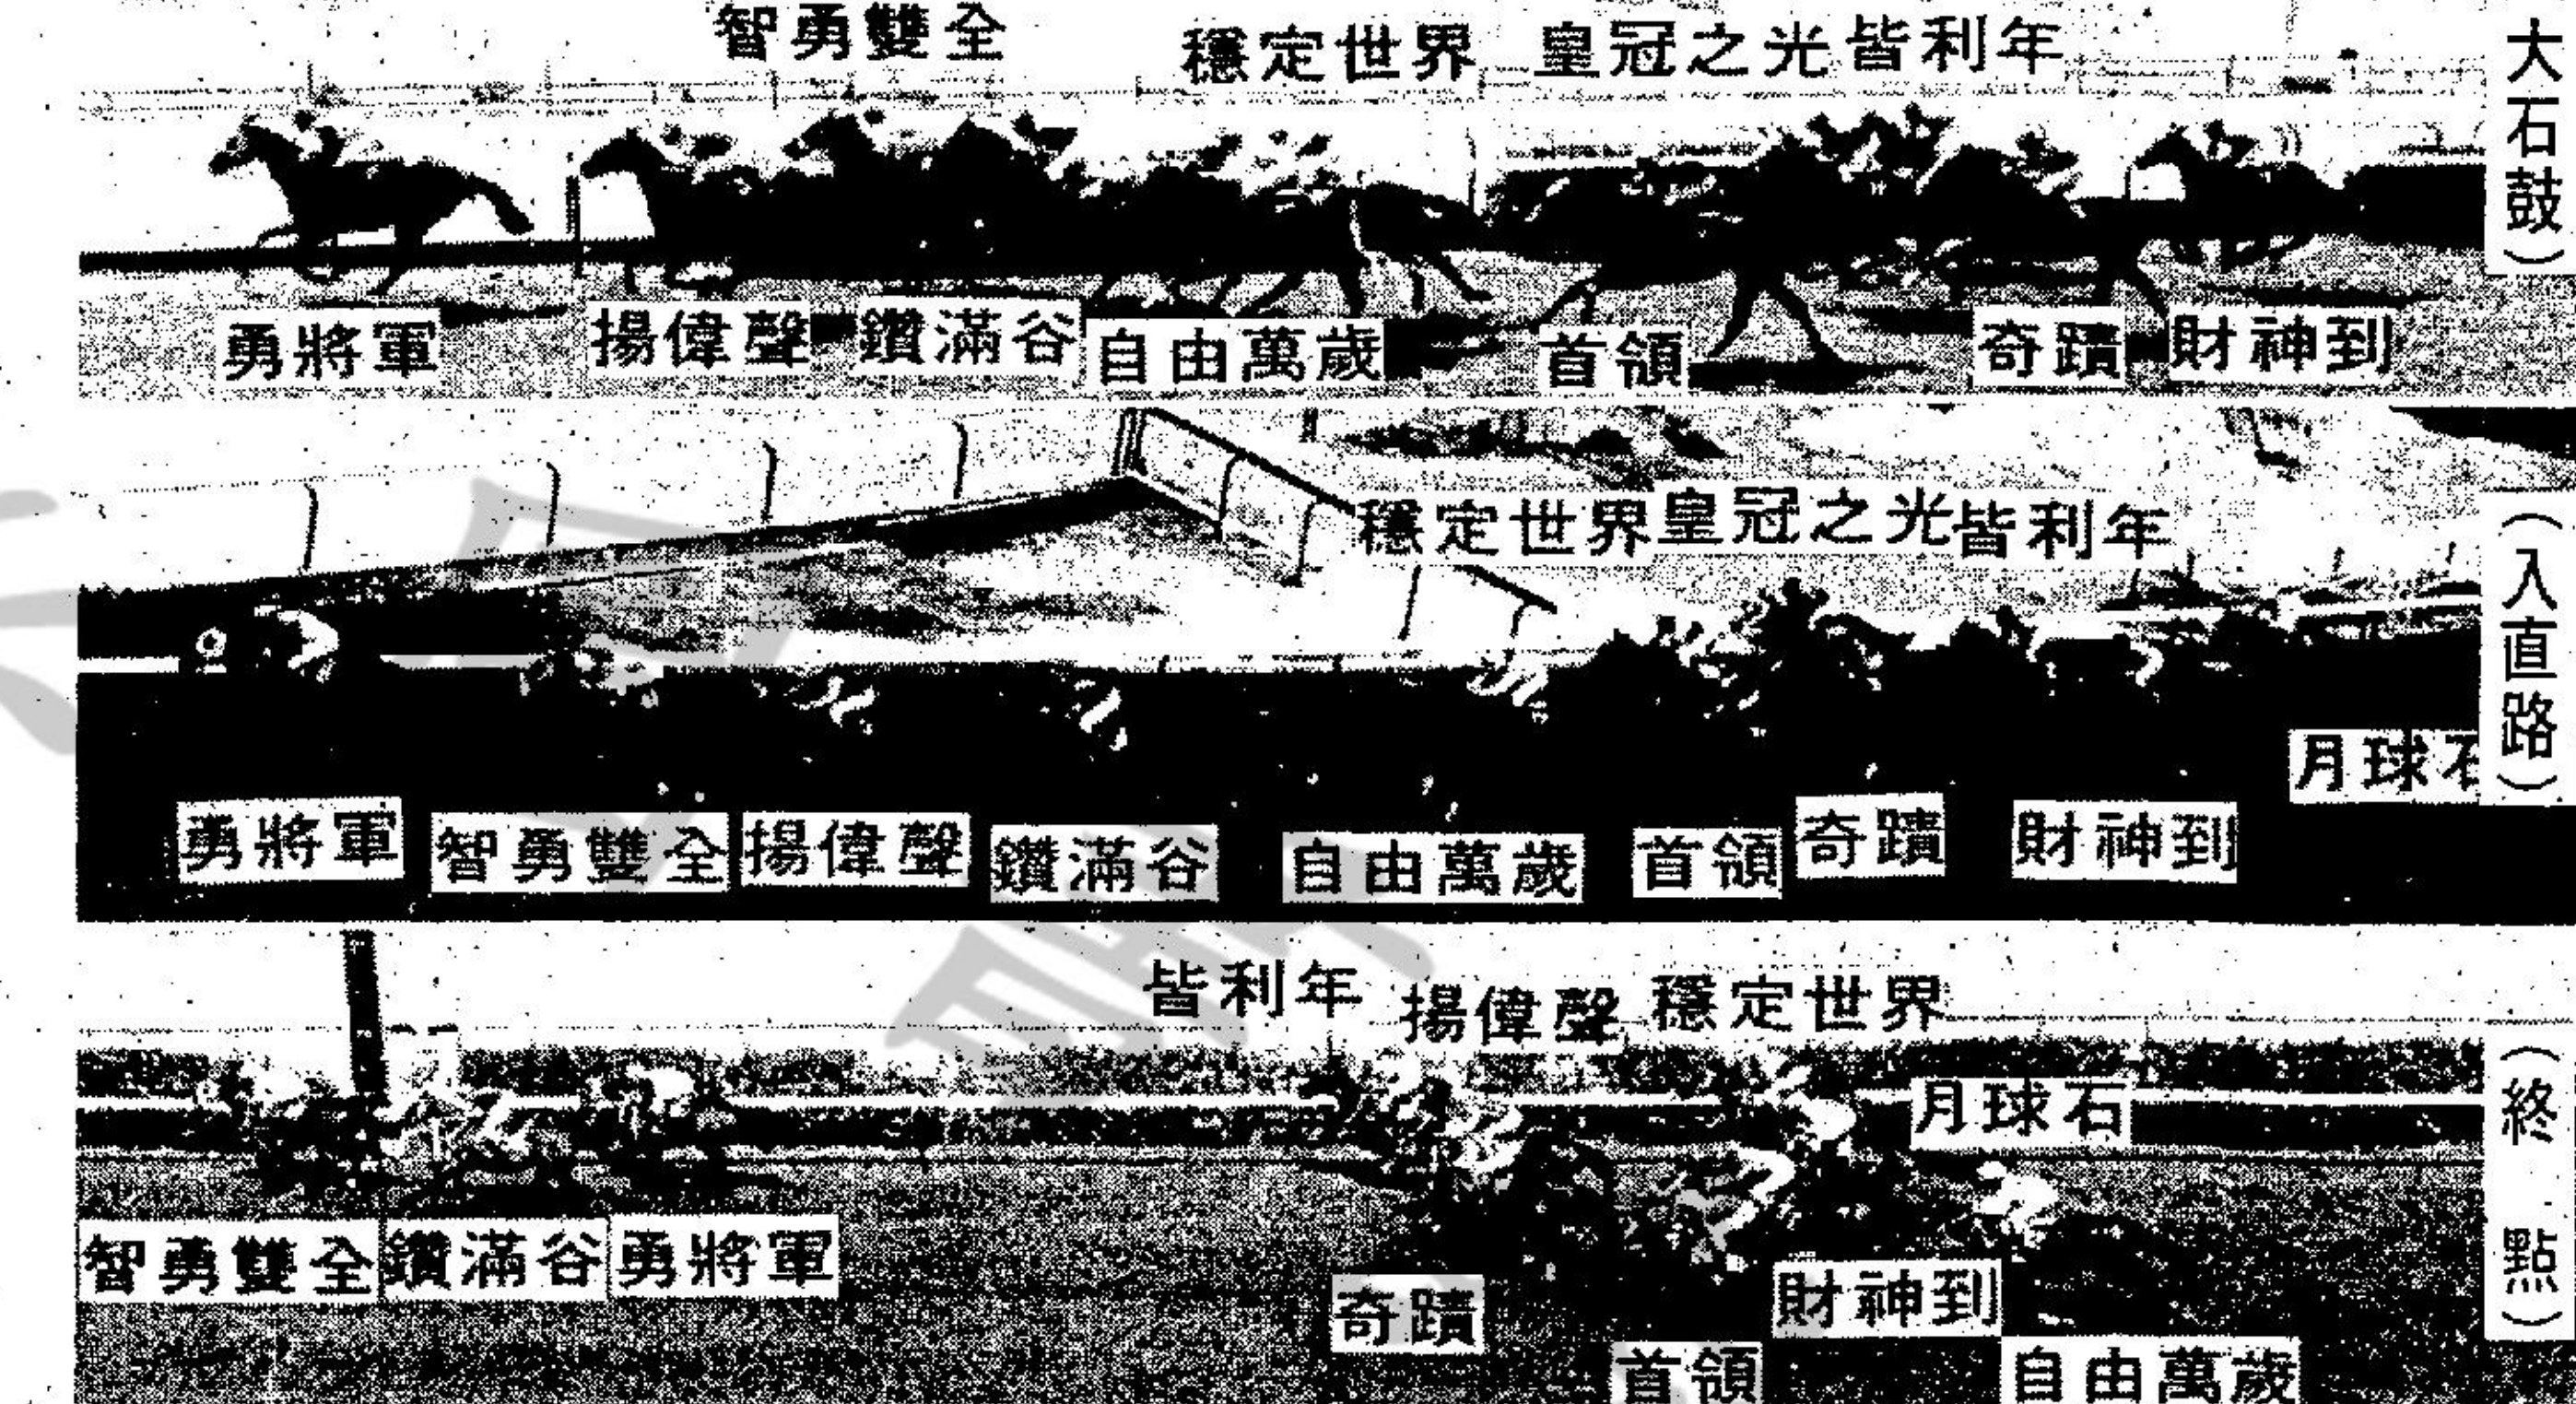 智勇雙全 穩定世界 皇冠之光 皆利年
勇將軍 揚偉聲 鑽滿谷 自由萬歲 首領 奇蹟 財神到
大石鼓）
穩定世界 皇冠之光 皆利年
月球石
勇將軍 智勇雙全 揚偉聲 鑽滿谷 自由萬歲 首領 奇蹟 財神到
（入直路）
皆利年 揚偉聲 穩定世界
月球石
智勇雙全 鑽滿谷 勇將軍 奇蹟 財神到
首領 自由萬歲
（終點）